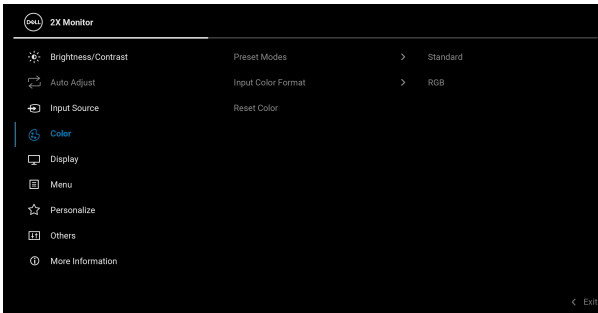 DELL 2X Monitor
Brightness/Contrast Preset Modes > Standard
Auto Adjust Input Color Format > RGB
Input Source Reset Color
Color
Display
Menu
Personalize
Others
More Information
< Exit